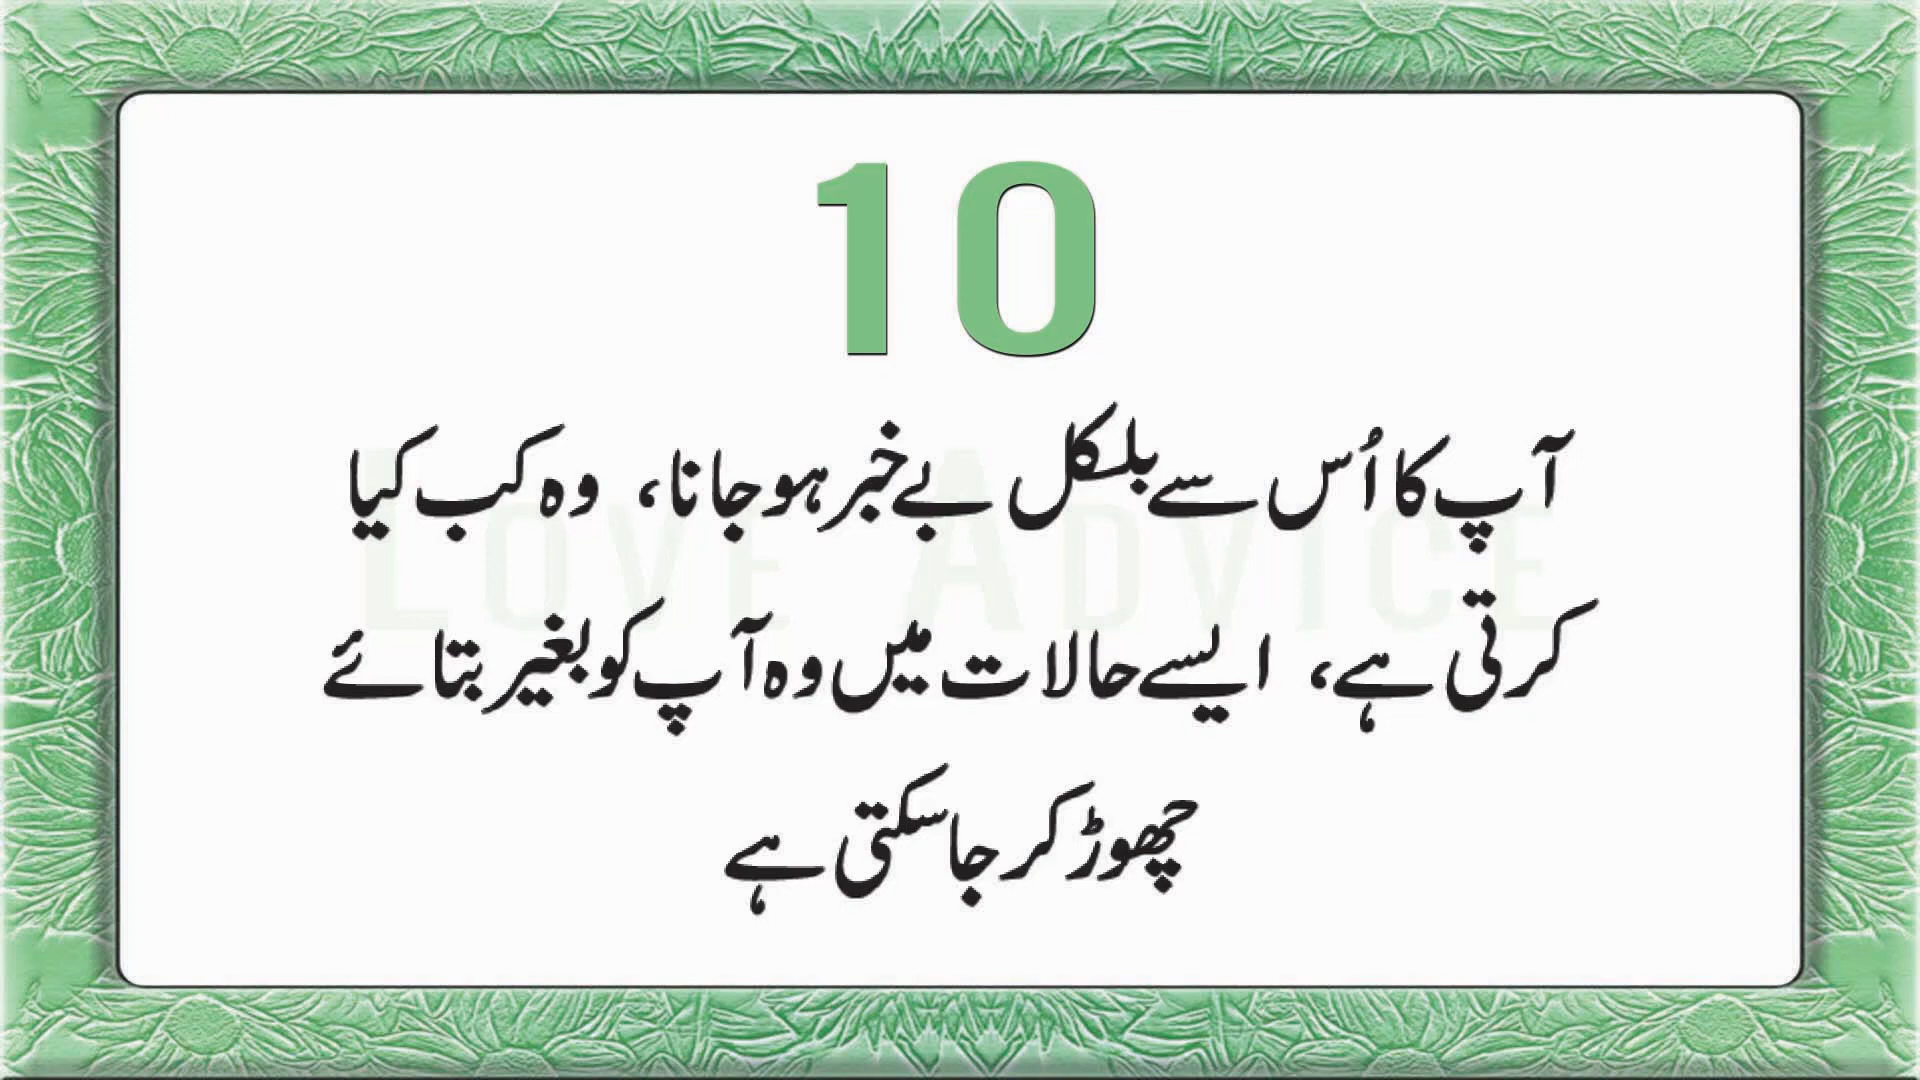 10
آپ کا اُس سے بلکل بے خبر ہو جانا، وہ کب کیا
کرتی ہے، ایسے حالات میں وہ آپ کو بغیر بتائے
چھوڑ کر جا سکتی ہے
LOVE ADVICE